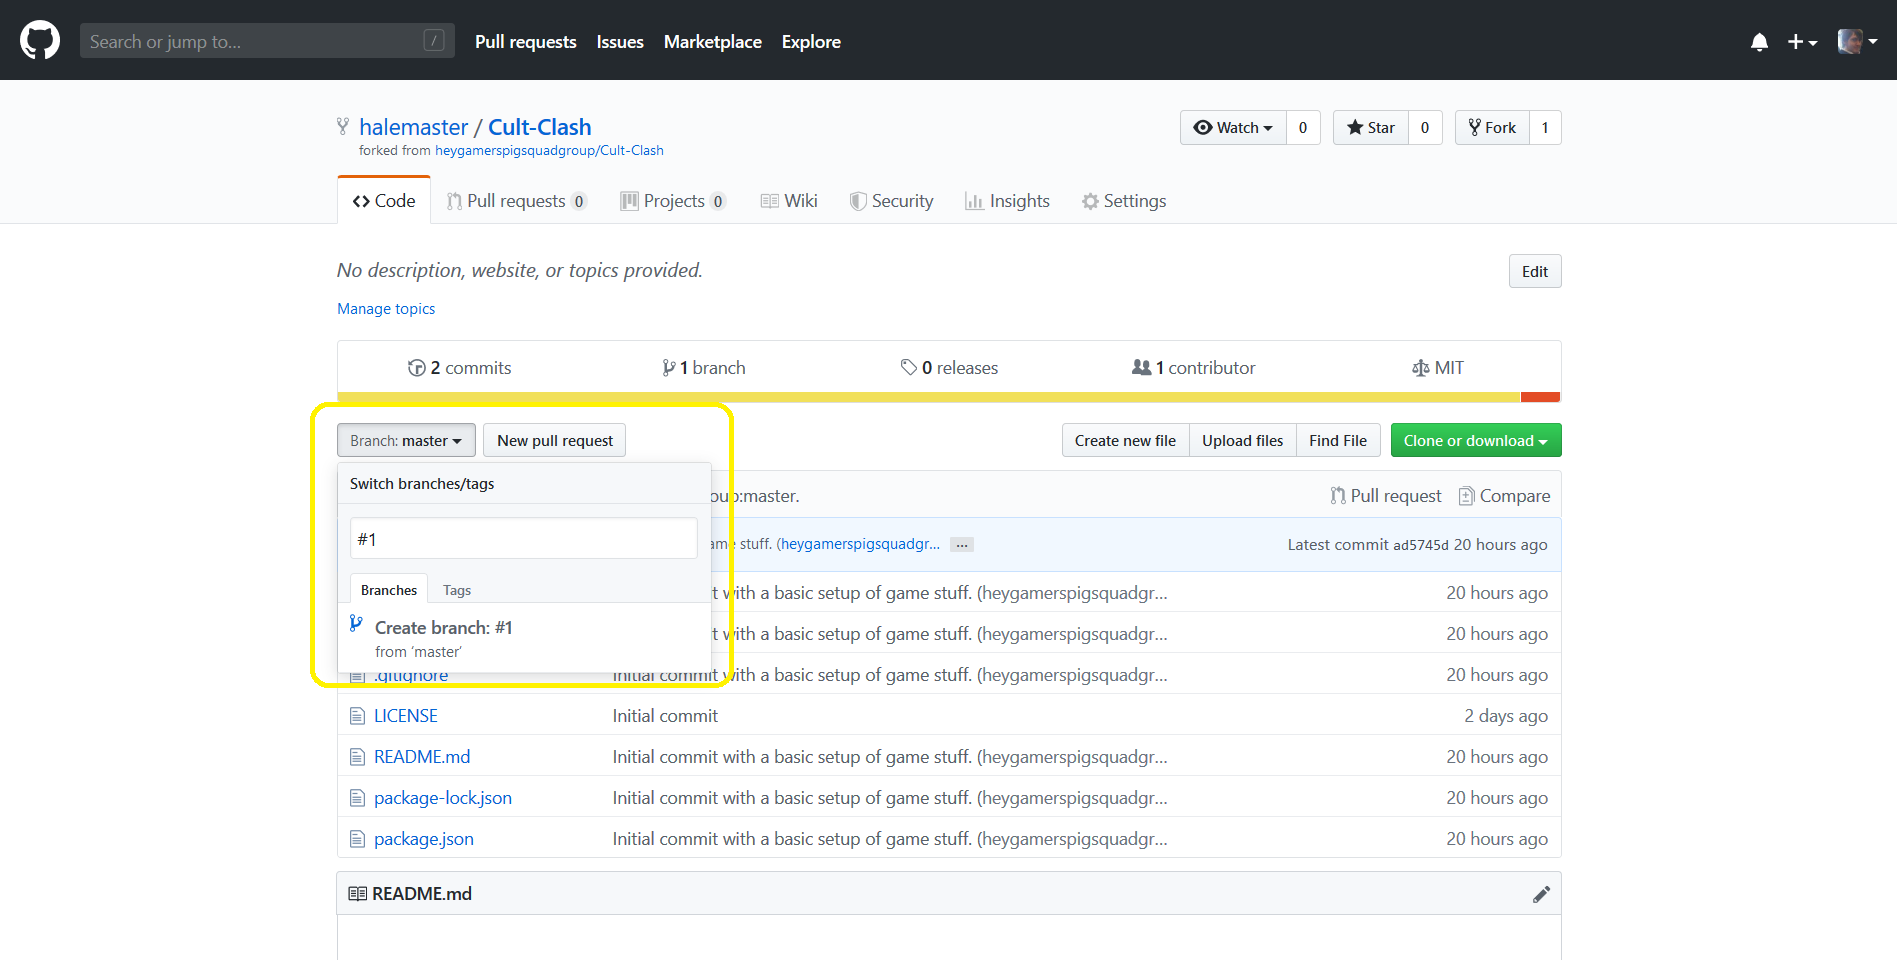 Search or jump to... /
Pull requests Issues Marketplace Explore
halemaster / Cult-Clash
forked from heygamerspigsquadgroup/Cult-Clash
Watch 0 Star 0 Fork 1
Code Pull requests 0 Projects 0 Wiki Security Insights Settings
No description, website, or topics provided.
Edit
Manage topics
2 commits 1 branch 0 releases 1 contributor MIT
Branch: master New pull request Create new file Upload files Find File Clone or download
Switch branches/tags
oup:master. Pull request Compare
#1
ame stuff. (heygamerspigsquadgr... ... Latest commit ad5745d 20 hours ago
Branches Tags
t with a basic setup of game stuff. (heygamerspigsquadgr... 20 hours ago
Create branch: #1
from ‘master’
t with a basic setup of game stuff. (heygamerspigsquadgr... 20 hours ago
.gitignore Initial commit with a basic setup of game stuff. (heygamerspigsquadgr... 20 hours ago
LICENSE Initial commit 2 days ago
README.md Initial commit with a basic setup of game stuff. (heygamerspigsquadgr... 20 hours ago
package-lock.json Initial commit with a basic setup of game stuff. (heygamerspigsquadgr... 20 hours ago
package.json Initial commit with a basic setup of game stuff. (heygamerspigsquadgr... 20 hours ago
README.md